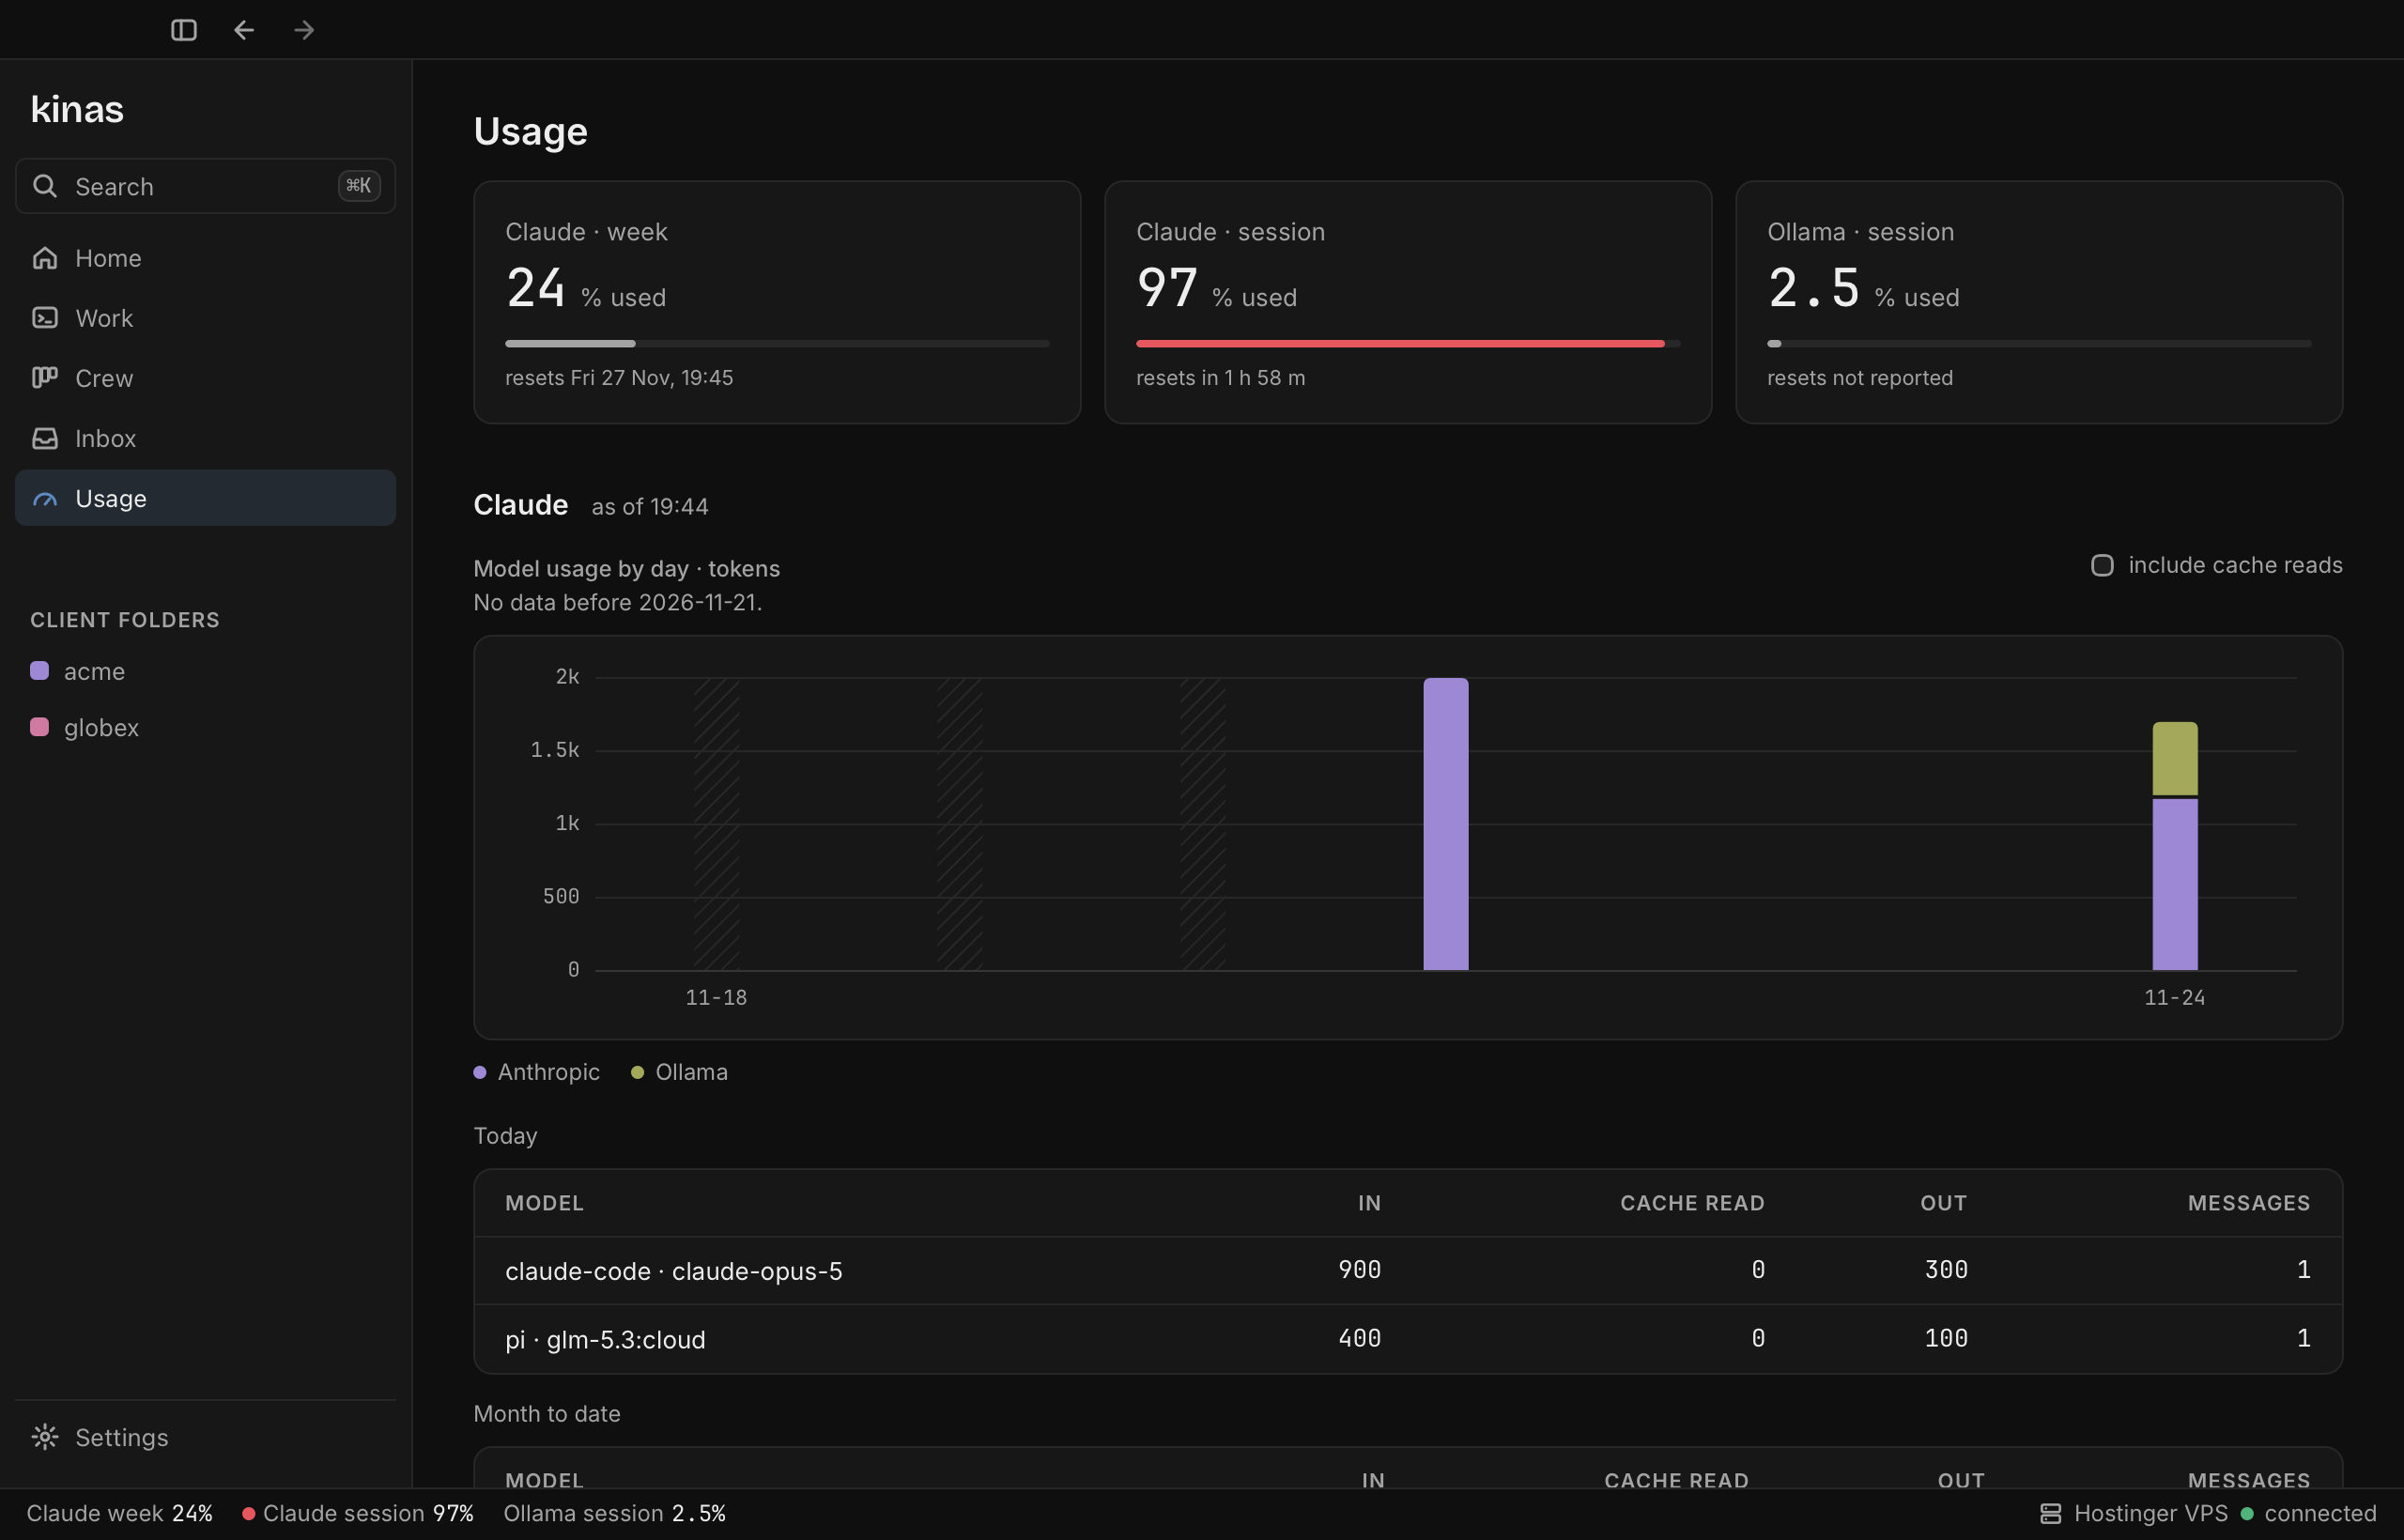 kinas
Search ⌘K
Home
Work
Crew
Inbox
Usage
CLIENT FOLDERS
acme
globex
Settings
Usage
Claude · week
24 % used
resets Fri 27 Nov, 19:45
Claude · session
97 % used
resets in 1 h 58 m
Ollama · session
2.5 % used
resets not reported
Claude as of 19:44
Model usage by day · tokens
No data before 2026-11-21.
include cache reads
2k
1.5k
1k
500
0
11-18 11-24
Anthropic Ollama
Today
MODEL IN CACHE READ OUT MESSAGES
claude-code · claude-opus-5 900 0 300 1
pi · glm-5.3:cloud 400 0 100 1
Month to date
MODEL IN CACHE READ OUT MESSAGES
Claude week 24% Claude session 97% Ollama session 2.5% Hostinger VPS connected